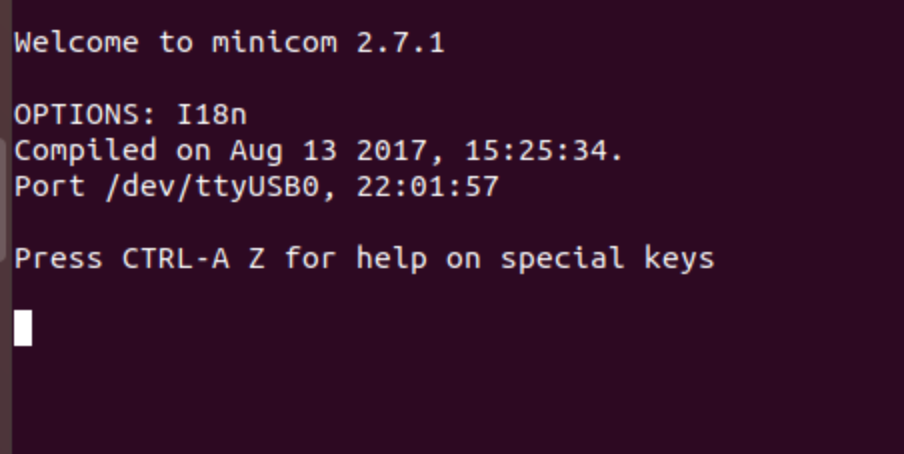 Welcome to minicom 2.7.1
OPTIONS: I18n
Compiled on Aug 13 2017, 15:25:34.
Port /dev/ttyUSB0, 22:01:57
Press CTRL-A Z for help on special keys